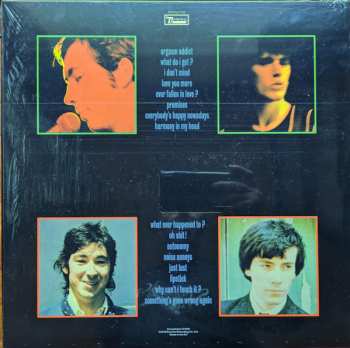 orgasm addict
what do i get?
i don't mind
love you more
ever fallen in love?
promises
everybody's happy nowadays
harmony in my head
what ever happened to?
oh shit!
autonomy
noise annoys
just lust
lipstick
why can't i touch it?
something's gone wrong again